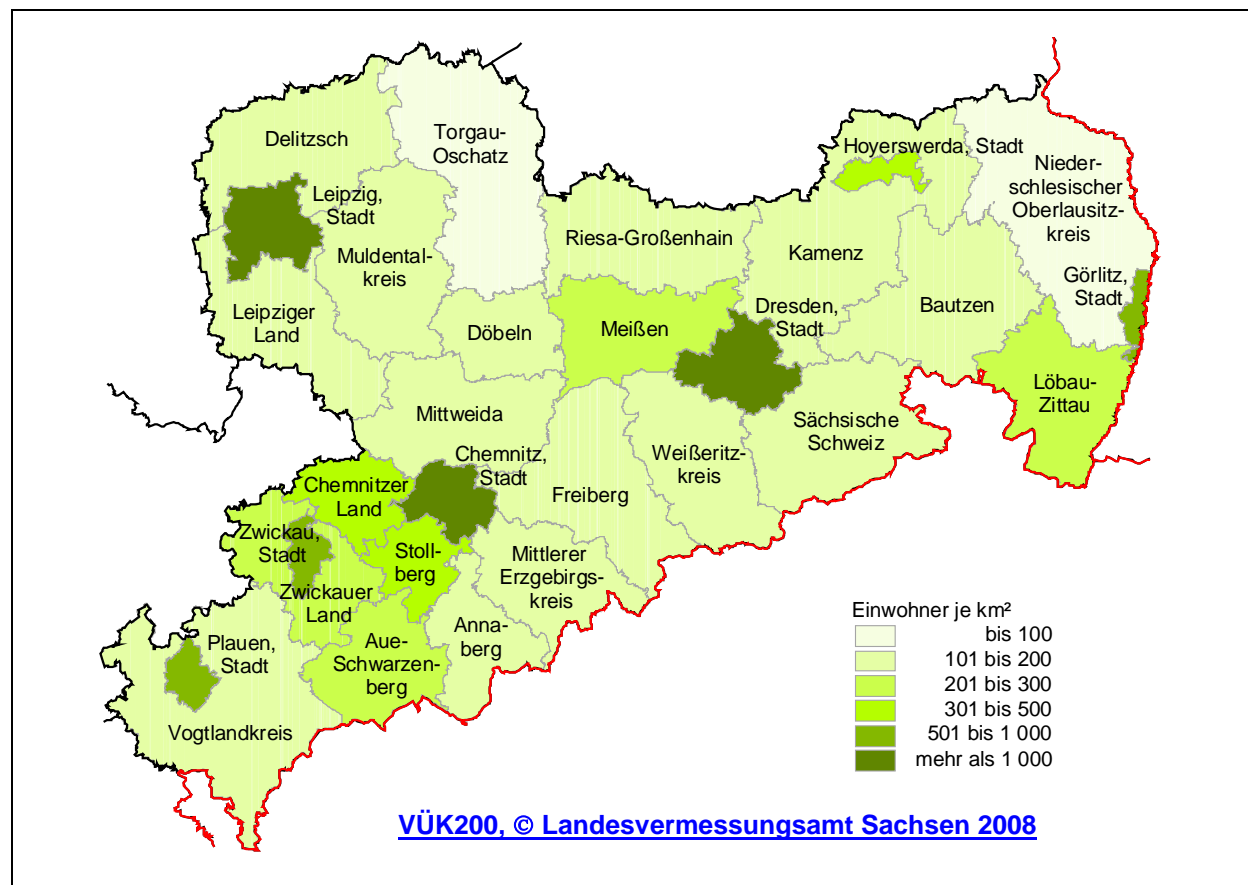 Delitzsch
Torgau-
Oschatz
Hoyerswerda, Stadt
Nieder-
schlesischer
Oberlausitz-
kreis
Leipzig,
Stadt
Muldental-
kreis
Riesa-Großenhain
Kamenz
Görlitz,
Stadt
Leipziger
Land
Döbeln
Meißen
Dresden,
Stadt
Bautzen
Löbau-
Zittau
Mittweida
Sächsische
Schweiz
Chemnitz,
Stadt
Weißeritz-
kreis
Chemnitzer
Land
Freiberg
Zwickau,
Stadt
Stoll-
berg
Mittlerer
Erzgebirgs-
kreis
Zwickauer
Land
Anna-
berg
Plauen,
Stadt
Aue-
Schwarzen-
berg
Vogtlandkreis
Einwohner je km²
bis 100
101 bis 200
201 bis 300
301 bis 500
501 bis 1 000
mehr als 1 000
VÜK200, © Landesvermessungsamt Sachsen 2008